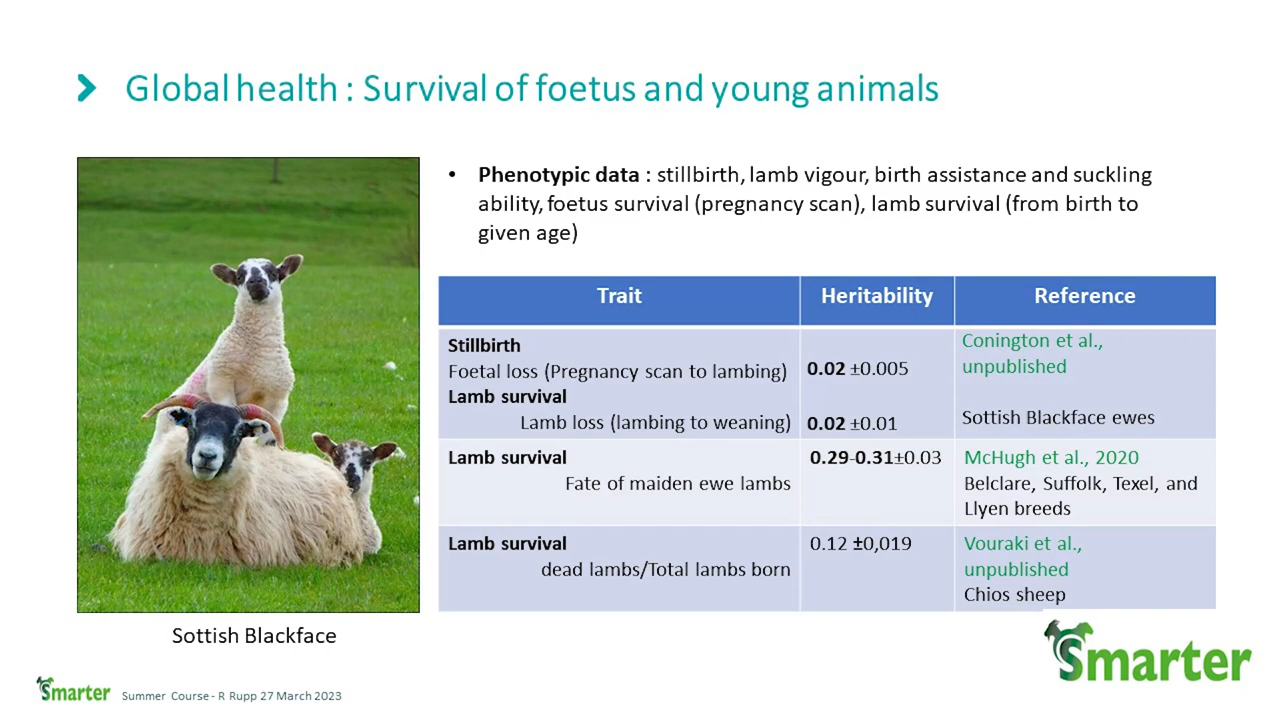 Global health : Survival of foetus and young animals
• Phenotypic data : stillbirth, lamb vigour, birth assistance and suckling
ability, foetus survival (pregnancy scan), lamb survival (from birth to
given age)
Trait Heritability Reference
Stillbirth
Foetal loss (Pregnancy scan to lambing) 0.02 ±0.005
Lamb survival
Lamb loss (lambing to weaning) 0.02 ±0.01
Conington et al.,
unpublished
Sottish Blackface ewes
Lamb survival 0.29-0.31±0.03 McHugh et al., 2020
Fate of maiden ewe lambs Belclare, Suffolk, Texel, and
Llyen breeds
Lamb survival 0.12 ±0,019 Vouraki et al.,
dead lambs/Total lambs born unpublished
Chios sheep
Sottish Blackface
Smarter
Smarter Summer Course - R Rupp 27 March 2023